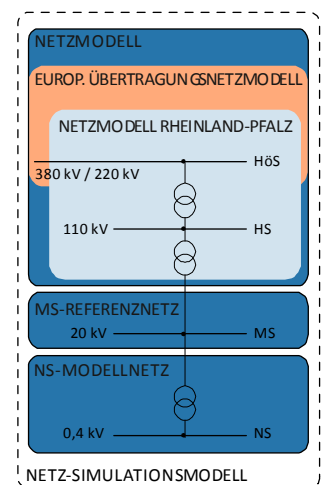 NETZMODELL
EUROP. ÜBERTRAGUNGSNETZMODELL
NETZMODELL RHEINLAND-PFALZ
HöS
380 kV / 220 kV
110 kV HS
MS-REFERENZNETZ
20 kV MS
NS-MODELLNETZ
0,4 kV NS
NETZ-SIMULATIONSMODELL